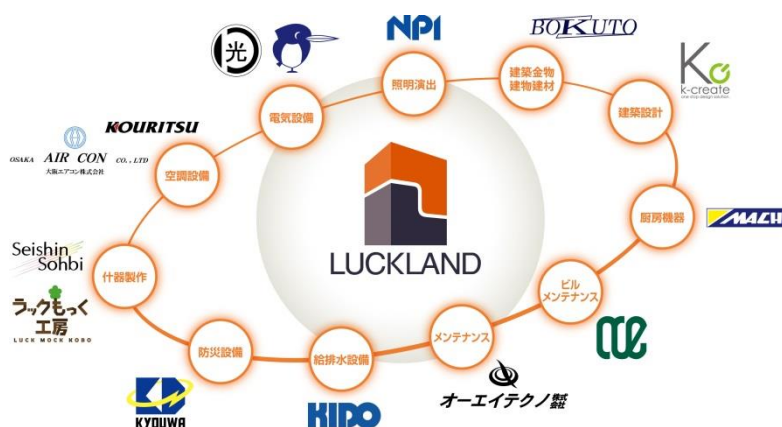 光
NPI
BOKUTO
K
k-create
照明演出
建築金物
建物建材
電気設備
建築設計
KOURITSU
OSAKA AIR CON CO., LTD
大阪エアコン株式会社
空調設備
厨房機器
MACH
LUCKLAND
Seishin
Sohbi
什器製作
ビル
メンテナンス
ラックもっく
工房
LUCK MOCK KOBO
防災設備
給排水設備
メンテナンス
KYOUWA
KIDO
オーエイテクノ株式会社